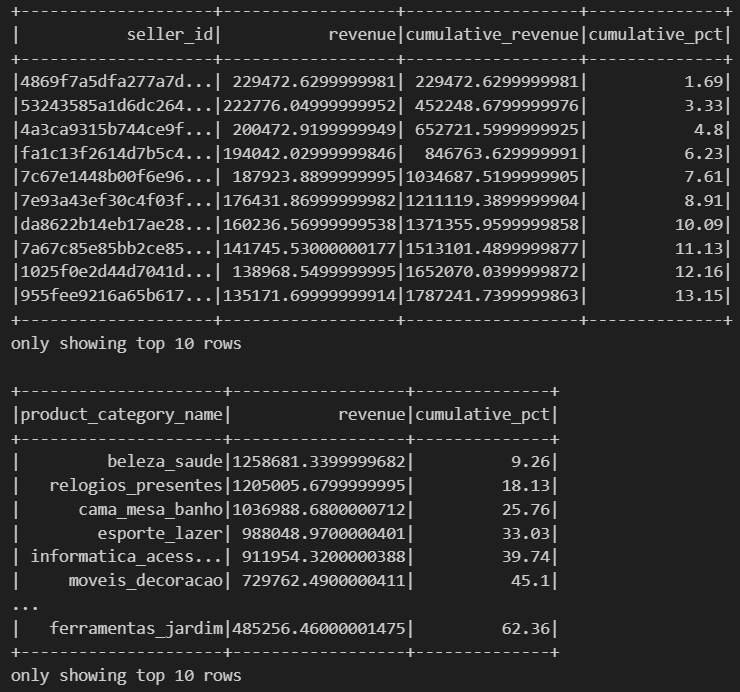 +--------------------+------------------+------------------+--------------+
|           seller_id|           revenue|cumulative_revenue|cumulative_pct|
+--------------------+------------------+------------------+--------------+
|4869f7a5dfa277a7d...| 229472.6299999981| 229472.6299999981|          1.69|
|53243585a1d6dc264...|222776.04999999952| 452248.6799999976|          3.33|
|4a3ca9315b744ce9f...| 200472.9199999949| 652721.5999999925|           4.8|
|fa1c13f2614d7b5c4...|194042.02999999846|  846763.629999991|          6.23|
|7c67e1448b00f6e96...| 187923.8899999995|1034687.5199999905|          7.61|
|7e93a43ef30c4f03f...|176431.86999999982|1211119.3899999904|          8.91|
|da8622b14eb17ae28...|160236.56999999538|1371355.9599999858|         10.09|
|7a67c85e85bb2ce85...|141745.53000000177|1513101.4899999877|         11.13|
|1025f0e2d44d7041d...| 138968.5499999995|1652070.0399999872|         12.16|
|955fee9216a65b617...|135171.69999999914|1787241.7399999863|         13.15|
+--------------------+------------------+------------------+--------------+
only showing top 10 rows
+---------------------+------------------+--------------+
|product_category_name|           revenue|cumulative_pct|
+---------------------+------------------+--------------+
|         beleza_saude|1258681.3399999682|          9.26|
|   relogios_presentes|1205005.6799999995|         18.13|
|      cama_mesa_banho|1036988.6800000712|         25.76|
|        esporte_lazer| 988048.9700000401|         33.03|
| informatica_acess...| 911954.3200000388|         39.74|
|     moveis_decoracao| 729762.4900000411|          45.1|
...
|   ferramentas_jardim|485256.46000001475|         62.36|
+---------------------+------------------+--------------+
only showing top 10 rows